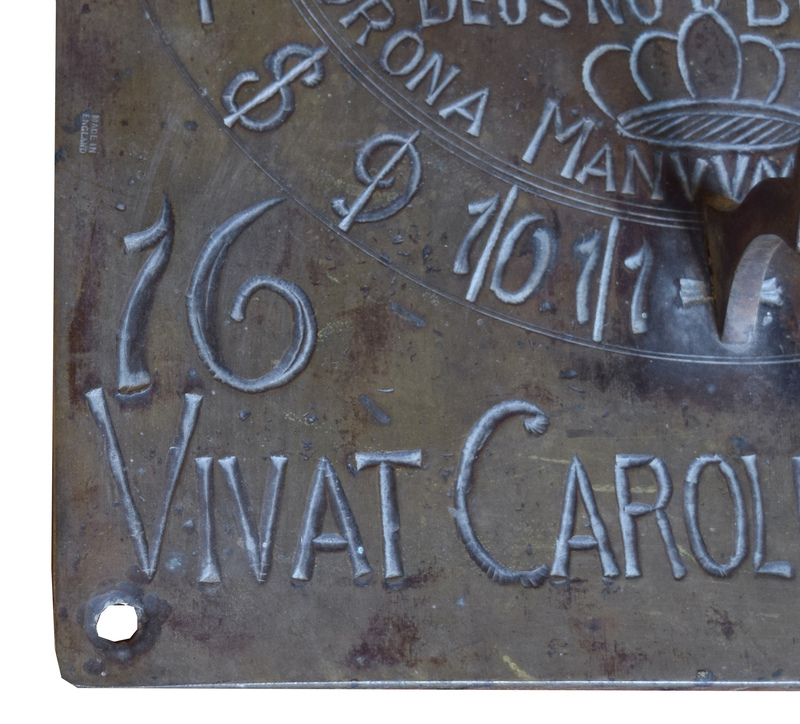 DEUS NO
CORONA MANVVM
MADE IN
ENGLAND
8 9 10 11
16
VIVAT CAROL